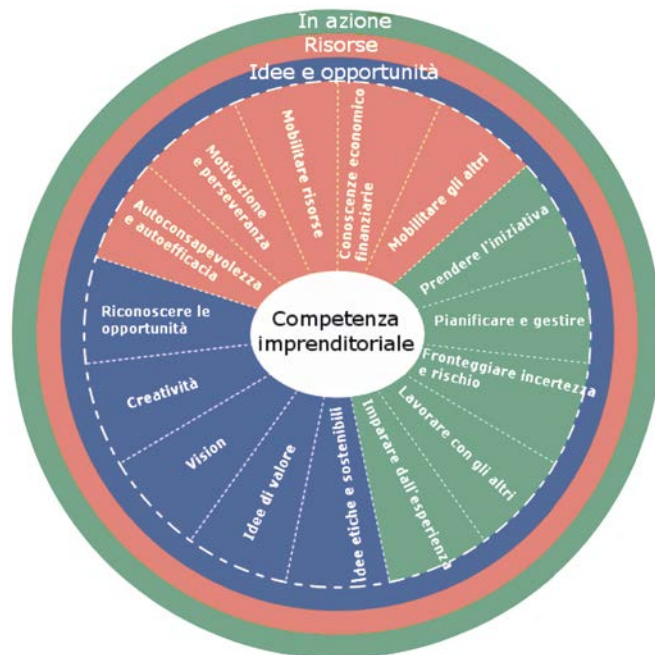 In azione
Risorse
Idee e opportunità
Autoconsapevolezza
e autoefficacia
Motivazione
e perseveranza
Mobilitare risorse
Conoscenze economico
finanziarie
Mobilitare gli altri
Prendere l'iniziativa
Pianificare e gestire
Fronteggiare incertezza
e rischio
Lavorare con gli altri
Imparare dall'esperienza
Idee etiche e sostenibili
Idee di valore
Vision
Creatività
Riconoscere le
opportunità
Competenza
imprenditoriale